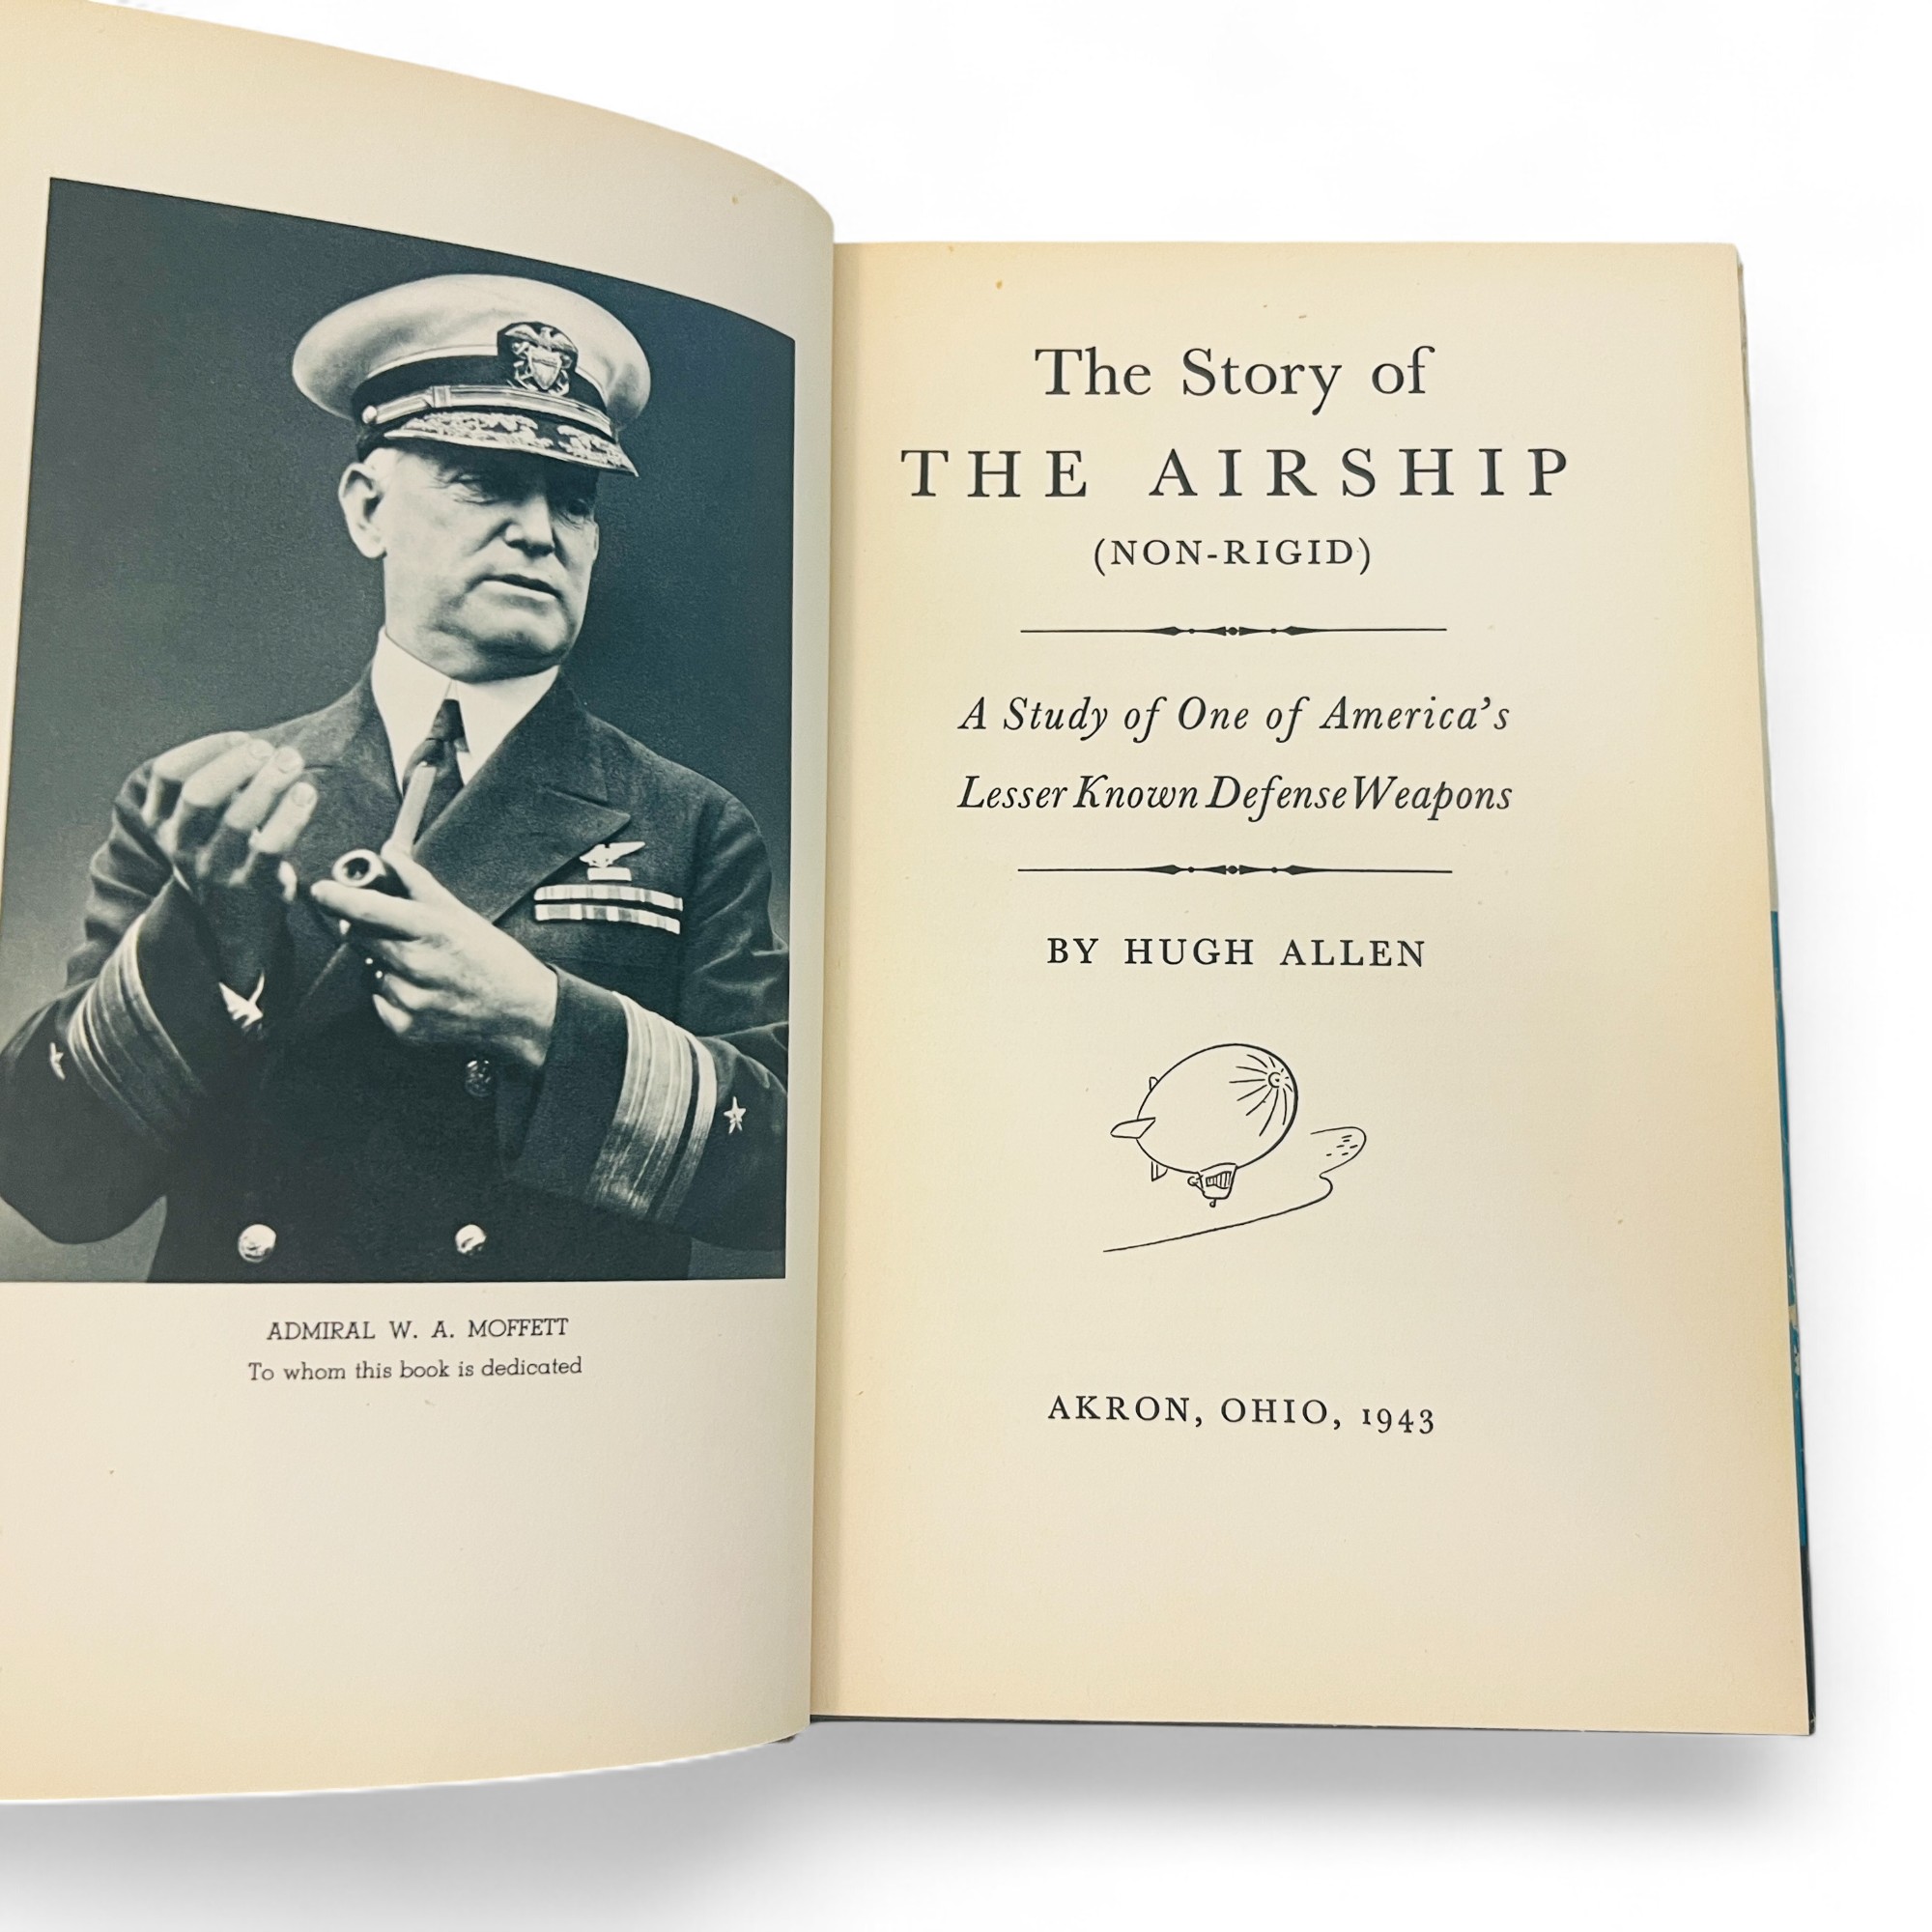 ADMIRAL W. A. MOFFETT
To whom this book is dedicated
The Story of
THE AIRSHIP
(NON-RIGID)
A Study of One of America's
Lesser Known Defense Weapons
BY HUGH ALLEN
AKRON, OHIO, 1943